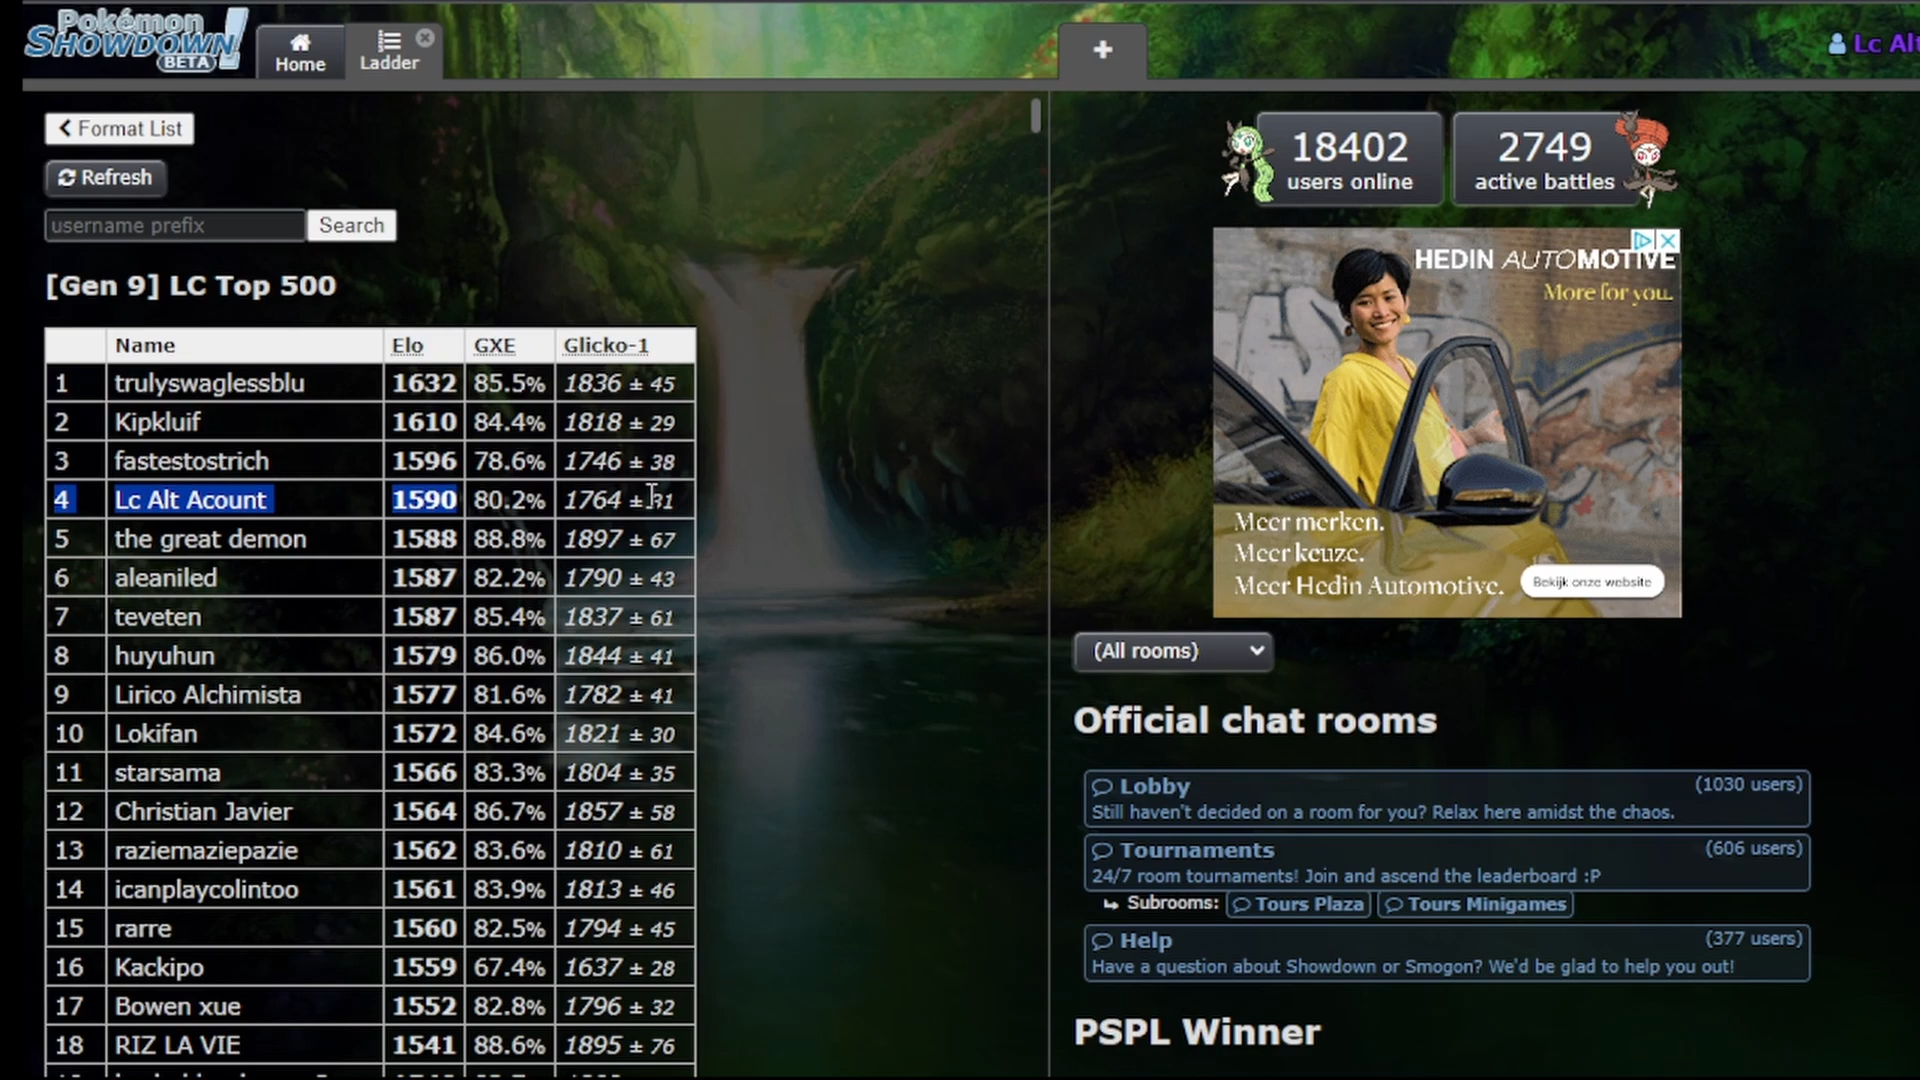 Pokémon
SHOWDOWN!
BETA
Home
Ladder
+
Lc Alt
Format List
Refresh
username prefix
Search
[Gen 9] LC Top 500
Name Elo GXE Glicko-1
1 trulyswaglessblu 1632 85.5% 1836 ± 45
2 Kipkluif 1610 84.4% 1818 ± 29
3 fastestostrich 1596 78.6% 1746 ± 38
4 Lc Alt Acount 1590 80.2% 1764 ± 31
5 the great demon 1588 88.8% 1897 ± 67
6 aleaniled 1587 82.2% 1790 ± 43
7 teveten 1587 85.4% 1837 ± 61
8 huyuhun 1579 86.0% 1844 ± 41
9 Lirico Alchimista 1577 81.6% 1782 ± 41
10 Lokifan 1572 84.6% 1821 ± 30
11 starsama 1566 83.3% 1804 ± 35
12 Christian Javier 1564 86.7% 1857 ± 58
13 raziemaziepazie 1562 83.6% 1810 ± 61
14 icanplaycolintoo 1561 83.9% 1813 ± 46
15 rarre 1560 82.5% 1794 ± 45
16 Kackipo 1559 67.4% 1637 ± 28
17 Bowen xue 1552 82.8% 1796 ± 32
18 RIZ LA VIE 1541 88.6% 1895 ± 76
18402
users online
2749
active battles
HEDIN AUTOMOTIVE
More for you.
Meer merken.
Meer keuze.
Meer Hedin Automotive.
Bekijk onze website
(All rooms)
Official chat rooms
Lobby (1030 users)
Still haven't decided on a room for you? Relax here amidst the chaos.
Tournaments (606 users)
24/7 room tournaments! Join and ascend the leaderboard :P
Subrooms: Tours Plaza Tours Minigames
Help (377 users)
Have a question about Showdown or Smogon? We'd be glad to help you out!
PSPL Winner